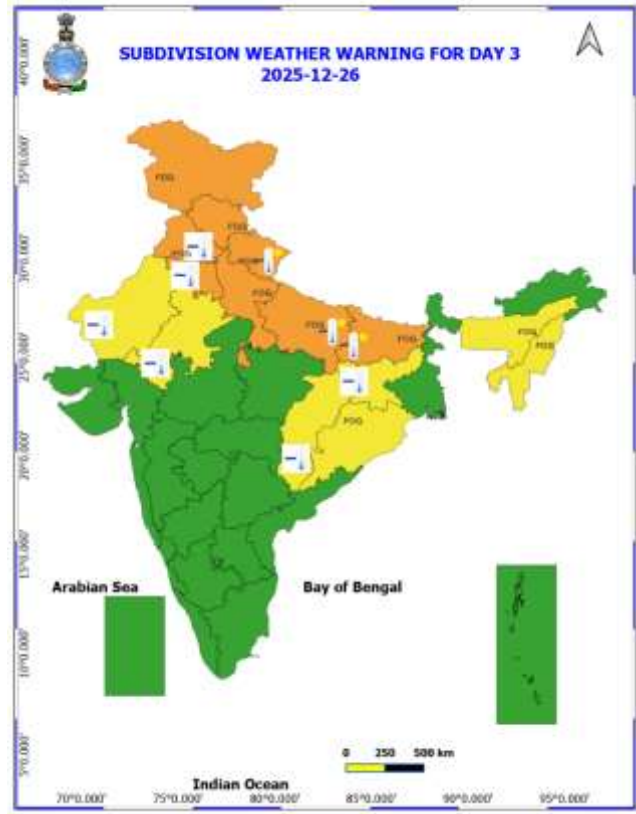 SUBDIVISION WEATHER WARNING FOR DAY 3
2025-12-26
40°0.000'
35°0.000'
30°0.000'
25°0.000'
20°0.000'
15°0.000'
10°0.000'
5°0.000'
FOG
FOG
FOG
FOG
FOG
FOG
FOG
FOG
FOG
Arabian Sea
Bay of Bengal
0 250 500 km
Indian Ocean
70°0.000' 75°0.000' 80°0.000' 85°0.000' 90°0.000' 95°0.000'